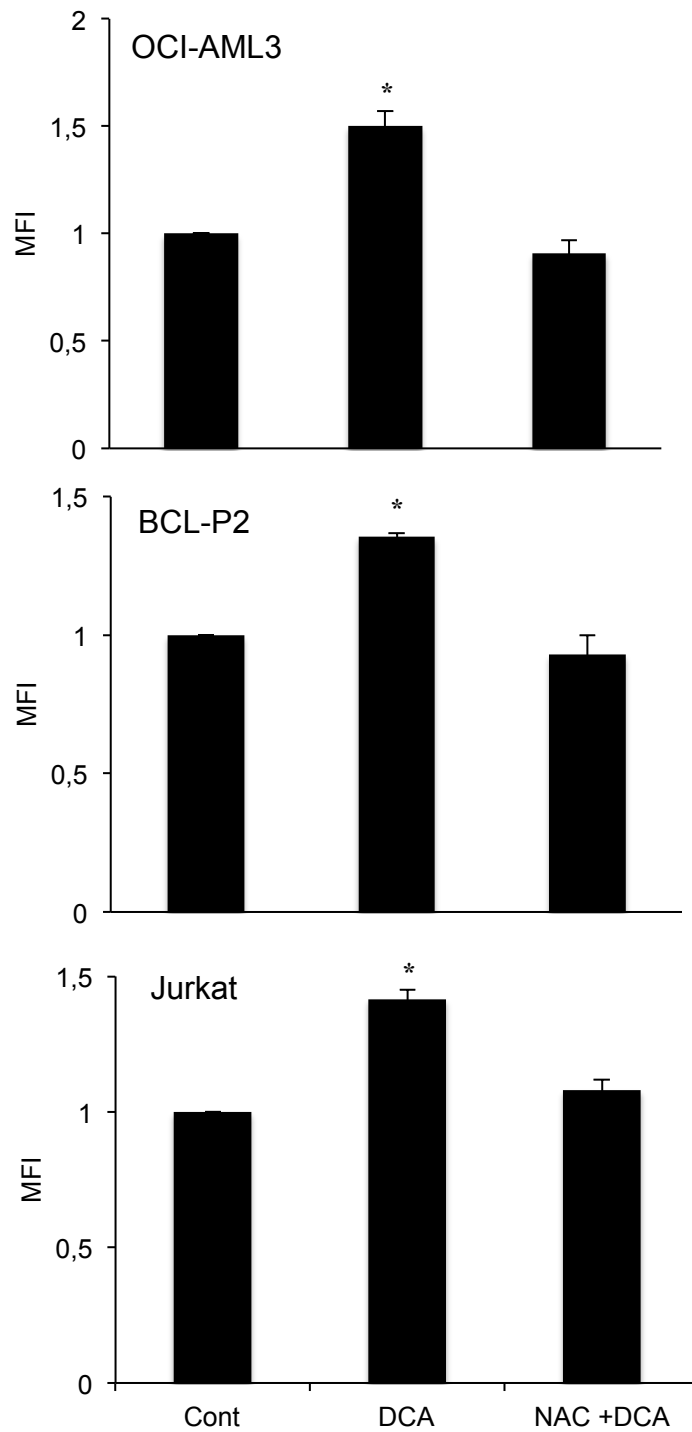 OCI-AML3
2
1,5
1
0,5
0
MFI
*
BCL-P2
1,5
1
0,5
0
MFI
*
Jurkat
1,5
1
0,5
0
MFI
*
Cont DCA NAC +DCA